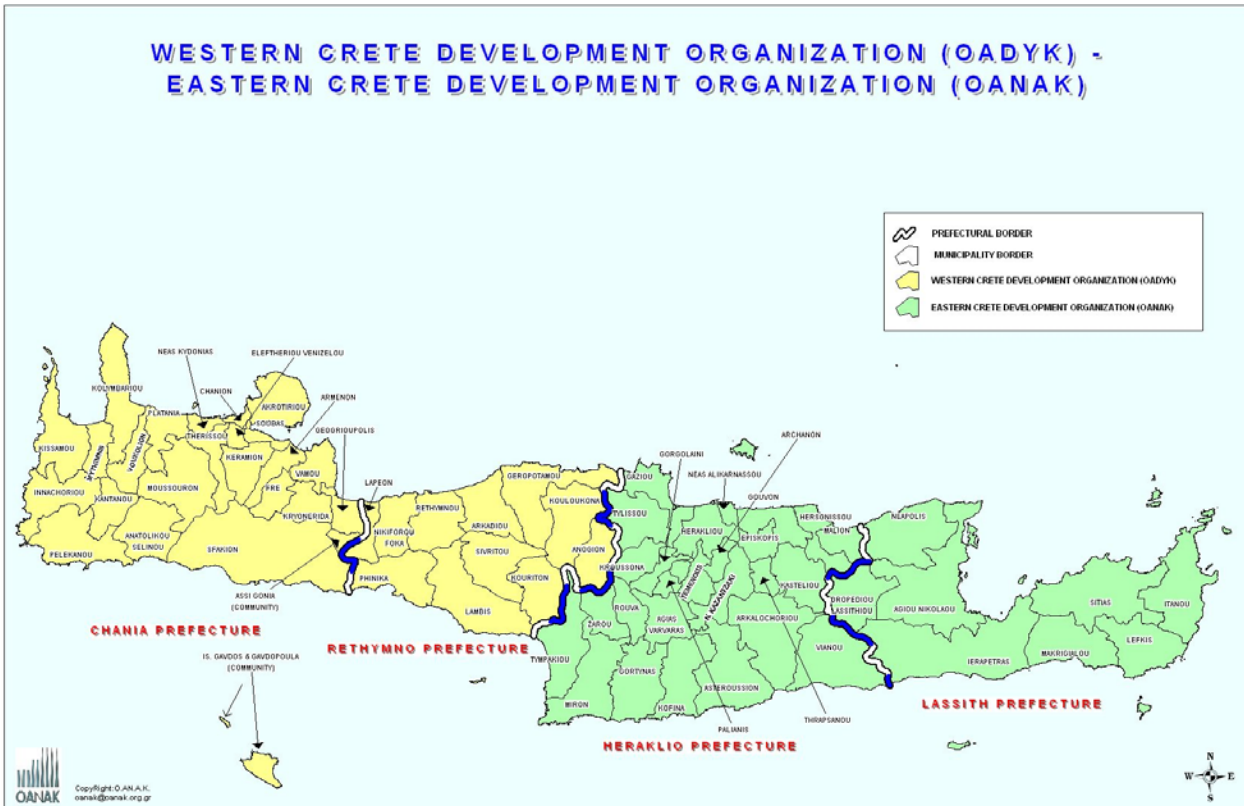 WESTERN CRETE DEVELOPMENT ORGANIZATION (OADYK) -
EASTERN CRETE DEVELOPMENT ORGANIZATION (OANAK)
PREFECTURAL BORDER
MUNICIPALITY BORDER
WESTERN CRETE DEVELOPMENT ORGANIZATION (OADYK)
EASTERN CRETE DEVELOPMENT ORGANIZATION (OANAK)
NEAS KYDONIAS
ELEFTHERIOU VENIZELOU
CHANION
ARMENON
GEOGRIOUPOLIS
LAPEON
KOLYMBARIOU
PLATANIA
AKROTIRIOU
SOUDAS
THERISSOU
KERAMION
KISSAMOU
MYTHIMNIS
VOUKOLION
INNACHORIOU
KANTANOU
MOUSSOURON
VAMOU
FRE
KRYONERIDA
ANATOLIKOU
SELINOU
PELEKANOU
SFAKION
ASSI GONIA
(COMMUNITY)
PHINIKA
NIKIFOROU
FOKA
RETHYMNOU
ARKADIOU
GEROPOTAMOU
KOULOUKONA
SIVRITOU
ANOGION
KOURITON
LAMBIS
CHANIA PREFECTURE
RETHYMNO PREFECTURE
IS. GAVDOS & GAVDOPOULA
(COMMUNITY)
GAZIOU
TYLISSOU
GORGOLAINI
NEAS ALIKARNASSOU
ARCHANON
GOUVON
HERAKLIOU
EPISKOPIS
HERSONISSOU
MALION
KROUSSONA
TEMENOUS
N. KAZANTZAKI
KASTELIOU
ROUVA
ZAROU
AGIAS
VARVARAS
ARKALOCHORIOU
TYMPAKIOU
GORTYNAS
VIANOU
MIRON
KOFINA
ASTEROUSSION
PALIANIS
THRAPSANOU
HERAKLIO PREFECTURE
NEAPOLIS
OROPEDIOU
LASSITHIOU
AGIOU NIKOLAOU
SITIAS
ITANOU
LEFKIS
MAKRIGIALOU
IERAPETRAS
LASSITH PREFECTURE
OANAK
Copyright: O.AN.A.K.
oanak@oanak.org.gr
N
W
E
S